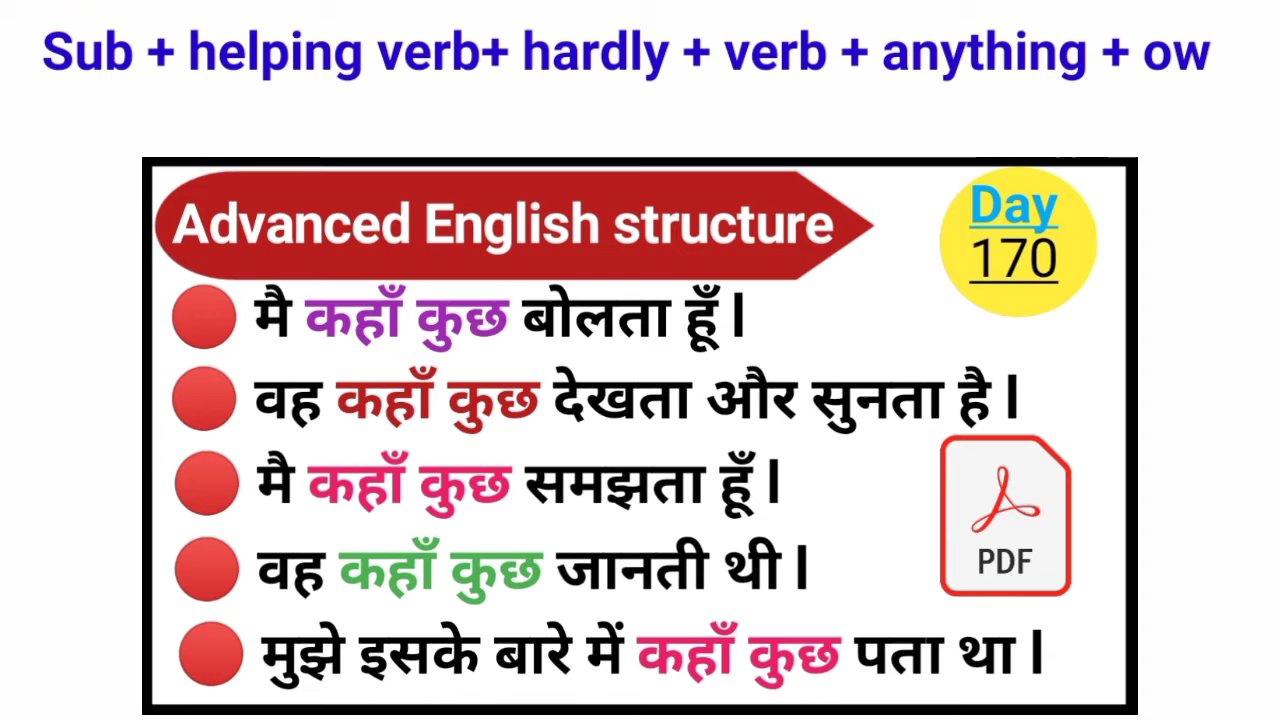 Sub + helping verb+ hardly + verb + anything + ow
Advanced English structure
Day
170
मै कहाँ कुछ बोलता हूँ l
वह कहाँ कुछ देखता और सुनता है l
मै कहाँ कुछ समझता हूँ l
PDF
वह कहाँ कुछ जानती थी l
मुझे इसके बारे में कहाँ कुछ पता था l